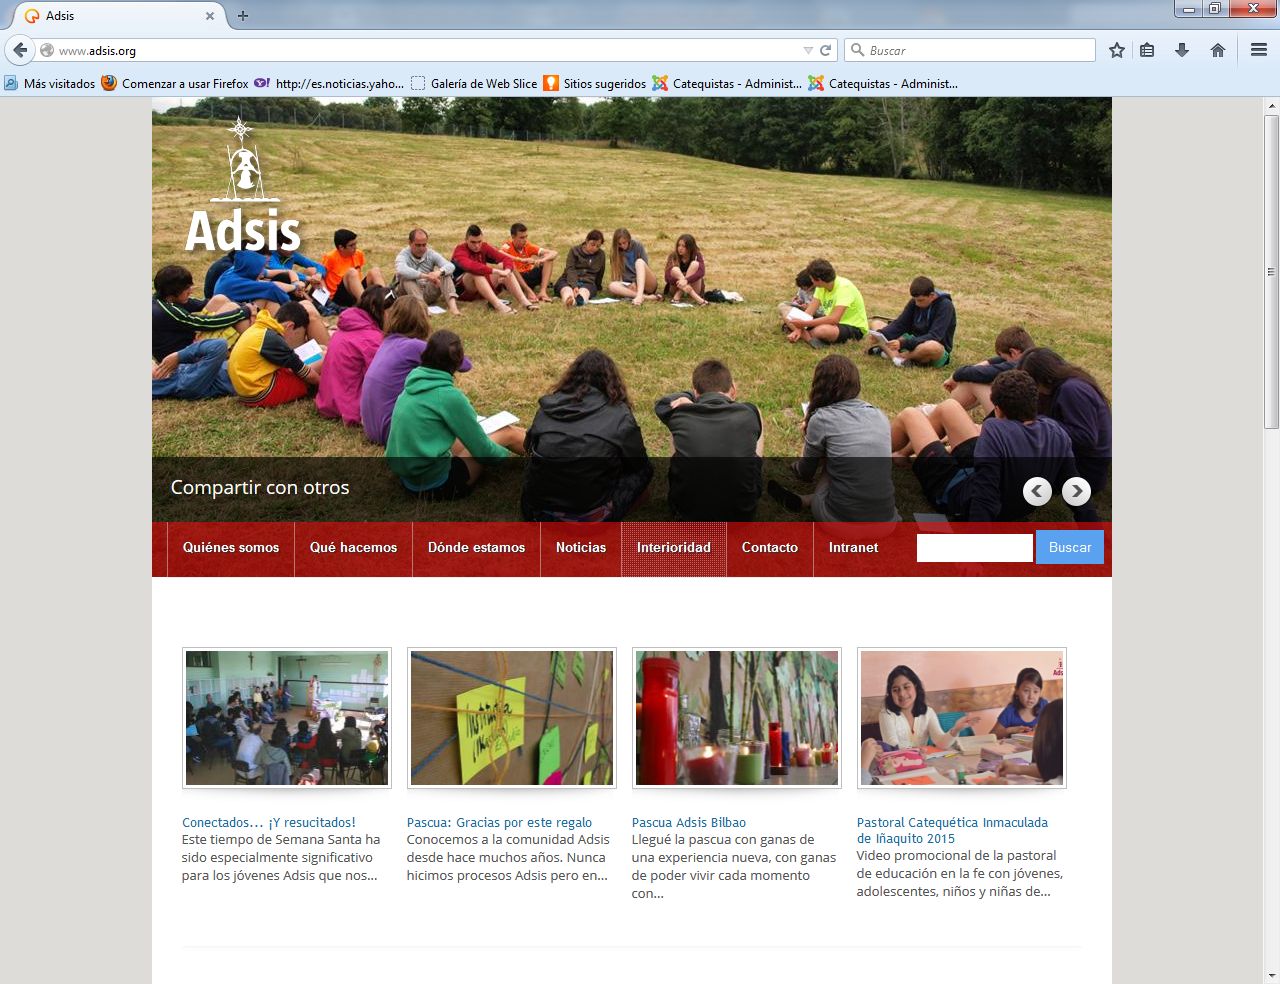 Adsis
www.adsis.org
Buscar
Más visitados
Comenzar a usar Firefox
http://es.noticias.yaho...
Galería de Web Slice
Sitios sugeridos
Catequistas - Administ...
Catequistas - Administ...
Adsis
Compartir con otros
Quiénes somos
Qué hacemos
Dónde estamos
Noticias
Interioridad
Contacto
Intranet
Buscar
Conectados... ¡Y resucitados!
Este tiempo de Semana Santa ha
sido especialmente significativo
para los jóvenes Adsis que nos...
Pascua: Gracias por este regalo
Conocemos a la comunidad Adsis
desde hace muchos años. Nunca
hicimos procesos Adsis pero en...
Pascua Adsis Bilbao
Llegué la pascua con ganas de
una experiencia nueva, con ganas
de poder vivir cada momento
con...
Pastoral Catequética Inmaculada
de Iñaquito 2015
Video promocional de la pastoral
de educación en la fe con jóvenes,
adolescentes, niños y niñas de...